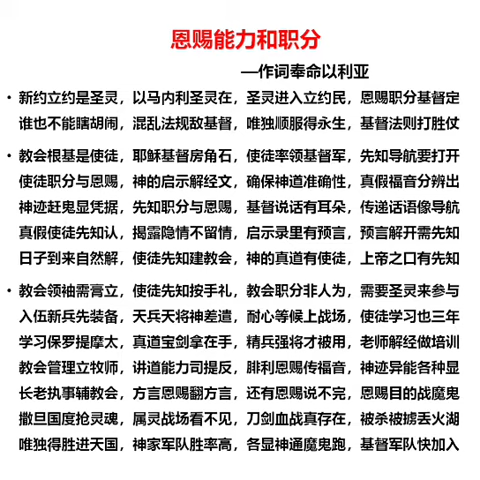 恩赐能力和职分
—作词奉命以利亚
• 新约立约是圣灵，以马内利圣灵在，圣灵进入立约民，恩赐职分基督定
谁也不能瞎胡闹，混乱法规敌基督，唯独顺服得永生，基督法则打胜仗
• 教会根基是使徒，耶稣基督房角石，使徒率领基督军，先知导航要打开
使徒职分与恩赐，神的启示解经文，确保神道准确性，真假福音分辨出
神迹赶鬼显凭据，先知职分与恩赐，基督说话有耳朵，传递话语像导航
真假使徒先知认，揭露隐情不留情，启示录里有预言，预言解开需先知
日子到来自然解，使徒先知建教会，神的真道有使徒，上帝之口有先知
• 教会领袖需膏立，使徒先知按手礼，教会职分非人为，需要圣灵来参与
入伍新兵先装备，天兵天将神差遣，耐心等候上战场，使徒学习也三年
学习保罗提摩太，真道宝剑拿在手，精兵强将才被用，老师解经做培训
教会管理立牧师，讲道能力司提反，腓利恩赐传福音，神迹异能各种显
长老执事辅教会，方言恩赐翻方言，还有恩赐说不完，恩赐目的战魔鬼
撒旦国度抢灵魂，属灵战场看不见，刀剑血战真存在，被杀被掳丢火湖
唯独得胜进天国，神家军队胜率高，各显神通魔鬼跑，基督军队快加入